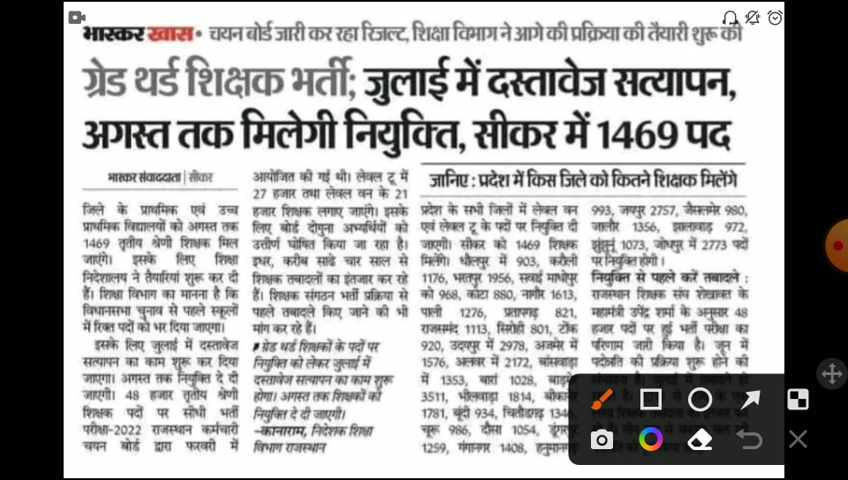 भास्कर खास• चयन बोर्ड जारी कर रहा रिजल्ट, शिक्षा विभाग ने आगे की प्रक्रिया की तैयारी शुरू की
ग्रेड थर्ड शिक्षक भर्ती; जुलाई में दस्तावेज सत्यापन,
अगस्त तक मिलेगी नियुक्ति, सीकर में 1469 पद
भास्कर संवाददाता | सीकर
जिले के प्राथमिक एवं उच्च
प्राथमिक विद्यालयों को अगस्त तक
1469 तृतीय श्रेणी शिक्षक मिल
जाएंगे। इसके लिए शिक्षा
निदेशालय ने तैयारियां शुरू कर दी
हैं। शिक्षा विभाग का मानना है कि
विधानसभा चुनाव से पहले स्कूलों
में रिक्त पदों को भर दिया जाएगा।
इसके लिए जुलाई में दस्तावेज
सत्यापन का काम शुरू कर दिया
जाएगा। अगस्त तक नियुक्ति दे दी
जाएगी। 48 हजार तृतीय श्रेणी
शिक्षक पदों पर सीधी भर्ती
परीक्षा-2022 राजस्थान कर्मचारी
चयन बोर्ड द्वारा फरवरी में
आयोजित की गई थी। लेवल टू में
27 हजार तथा लेवल वन के 21
हजार शिक्षक लगाए जाएंगे। इसके
लिए बोर्ड दोगुना अभ्यर्थियों को
उत्तीर्ण घोषित किया जा रहा है।
इधर, करीब साढे चार साल से
शिक्षक तबादलों का इंतजार कर रहे
हैं। शिक्षक संगठन भर्ती प्रक्रिया से
पहले तबादले किए जाने की भी
मांग कर रहे हैं।
ग्रेड थर्ड शिक्षकों के पदों पर
नियुक्ति को लेकर जुलाई में
दस्तावेज सत्यापन का काम शुरू
होगा। अगस्त तक शिक्षकों को
नियुक्ति दे दी जाएगी।
-कानाराम, निदेशक शिक्षा
विभाग राजस्थान
जानिए : प्रदेश में किस जिले को कितने शिक्षक मिलेंगे
प्रदेश के सभी जिलों में लेवल वन
एवं लेवल टू के पदों पर नियुक्ति दी
जाएगी। सीकर को 1469 शिक्षक
मिलेंगे। धौलपुर में 903, करौली
1176, भरतपुर 1956, सवाई माधोपुर
को 968, कोटा 880, नागौर 1613,
पाली 1276, प्रतापगढ़ 821,
राजसमंद 1113, सिरोही 801, टोंक
930, उदयपुर में 2978, अजमेर में
1576, अलवर में 2172, बांसवाड़ा
में 1353, बारां 1028, बाड़मेर
3511, भीलवाड़ा 1814, बीकानेर
1781, बूंदी 934, चित्तौड़गढ़ 1346,
चूरू 986, दौसा 1054, डूंगरपुर
1259, गंगानगर 1408, हनुमानगढ़
993, जयपुर 2757, जैसलमेर 980,
जालौर 1356, झालावाड़ 972,
झुंझुनूं 1073, जोधपुर में 2773 पदों
पर नियुक्ति होगी।
नियुक्ति से पहले करें तबादले :
राजस्थान शिक्षक संघ शेखावत के
महामंत्री उपेंद्र शर्मा के अनुसार 48
हजार पदों पर हुई भर्ती परीक्षा का
परिणाम जारी किया है। जून में
पदोन्नति की प्रक्रिया शुरू होने की